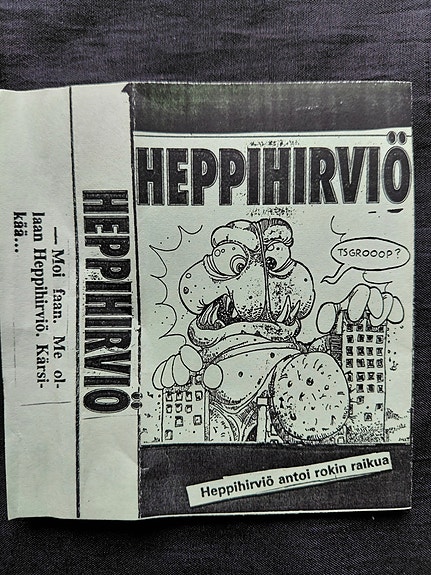 HEPPIHIRVIÖ
TSGROOOP?
Heppihirviö antoi rokin raikua
HEPPIHIRVIÖ
— Moi faan. Me ol-
laan Heppihirviö. Kärsi-
kää...